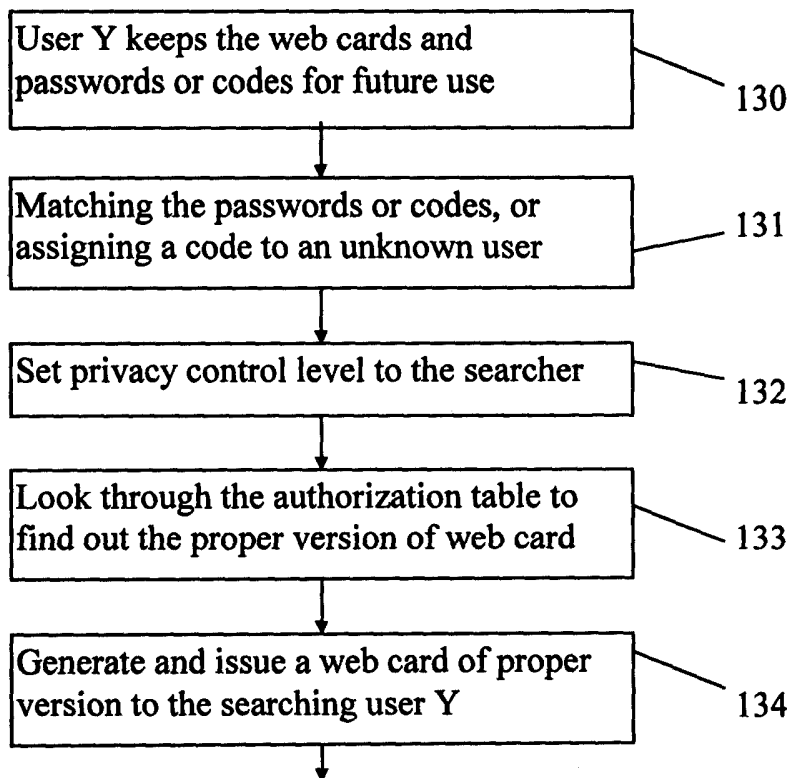 User Y keeps the web cards and
passwords or codes for future use
130
Matching the passwords or codes, or
assigning a code to an unknown user
131
Set privacy control level to the searcher
132
Look through the authorization table to
find out the proper version of web card
133
Generate and issue a web card of proper
version to the searching user Y
134